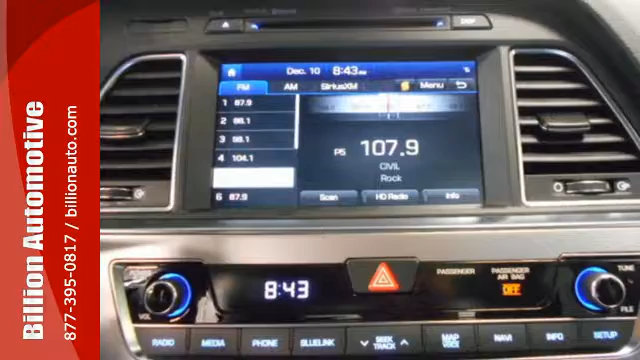 Billion Automotive
877-395-0817 / billionauto.com
DISP
Dec. 10 8:43 AM
FM AM SiriusXM Menu
1 87.9
2 88.1
3 98.1
4 104.1
6 87.9
P5 107.9
CIVIL
Rock
Scan HD Radio Info
8:43
PASSENGER
PASSENGER
AIR BAG
OFF
VOL
TUNE
FILE
RADIO MEDIA PHONE BLUELINK SEEK
TRACK MAP
VOICE NAVI INFO SETUP